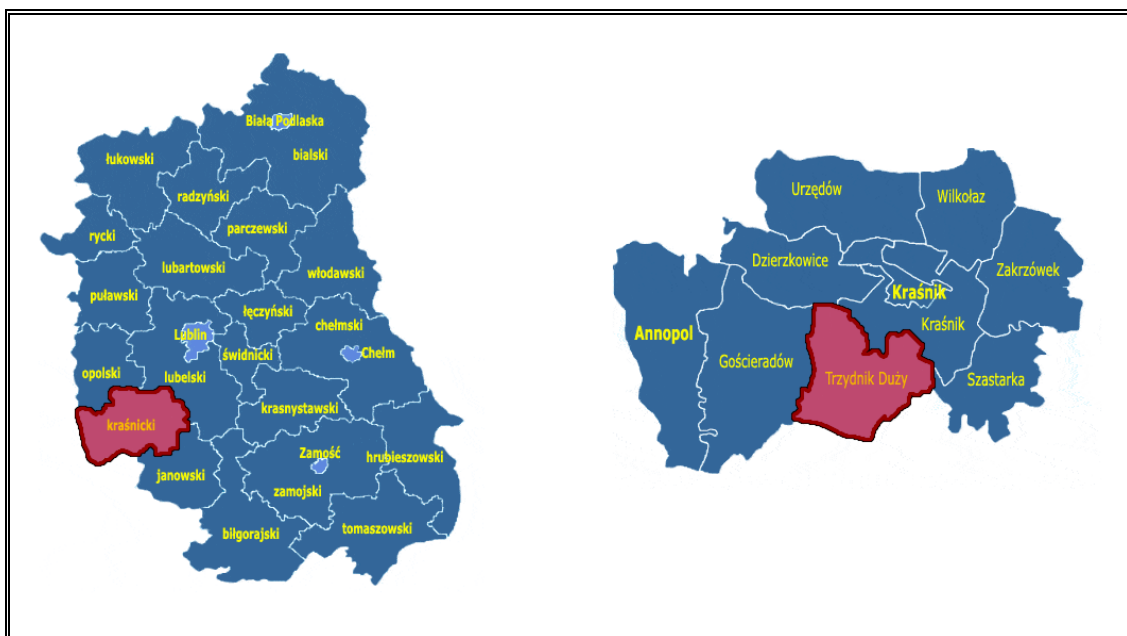 Białą Podlaska
bialski
łukowski
radzyński
parczewski
rycki
lubartowski
włodawski
puławski
łęczyński
chełmski
Lublin
świdnicki
Chełm
opolski
lubelski
kraśnicki
krasnystawski
Zamość
hrubieszowski
janowski
zamojski
biłgorajski
tomaszowski
Urzędów
Wilkołaz
Dzierzkowice
Zakrzówek
Kraśnik
Annopol
Kraśnik
Gościeradów
Trzydnik Duży
Szastarka